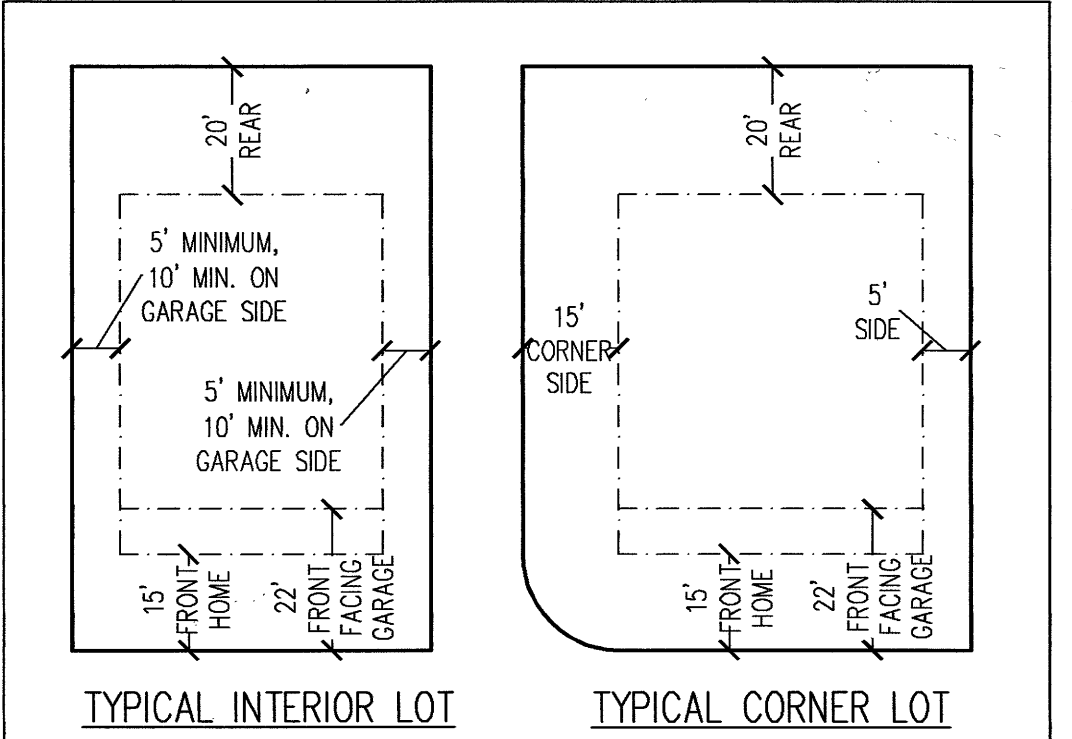 20'
REAR
5' MINIMUM,
10' MIN. ON
GARAGE SIDE
5' MINIMUM,
10' MIN. ON
GARAGE SIDE
15'
FRONT
HOME
22'
FRONT
FACING
GARAGE
TYPICAL INTERIOR LOT
20'
REAR
15'
CORNER
SIDE
5'
SIDE
15'
FRONT
HOME
22'
FRONT
FACING
GARAGE
TYPICAL CORNER LOT